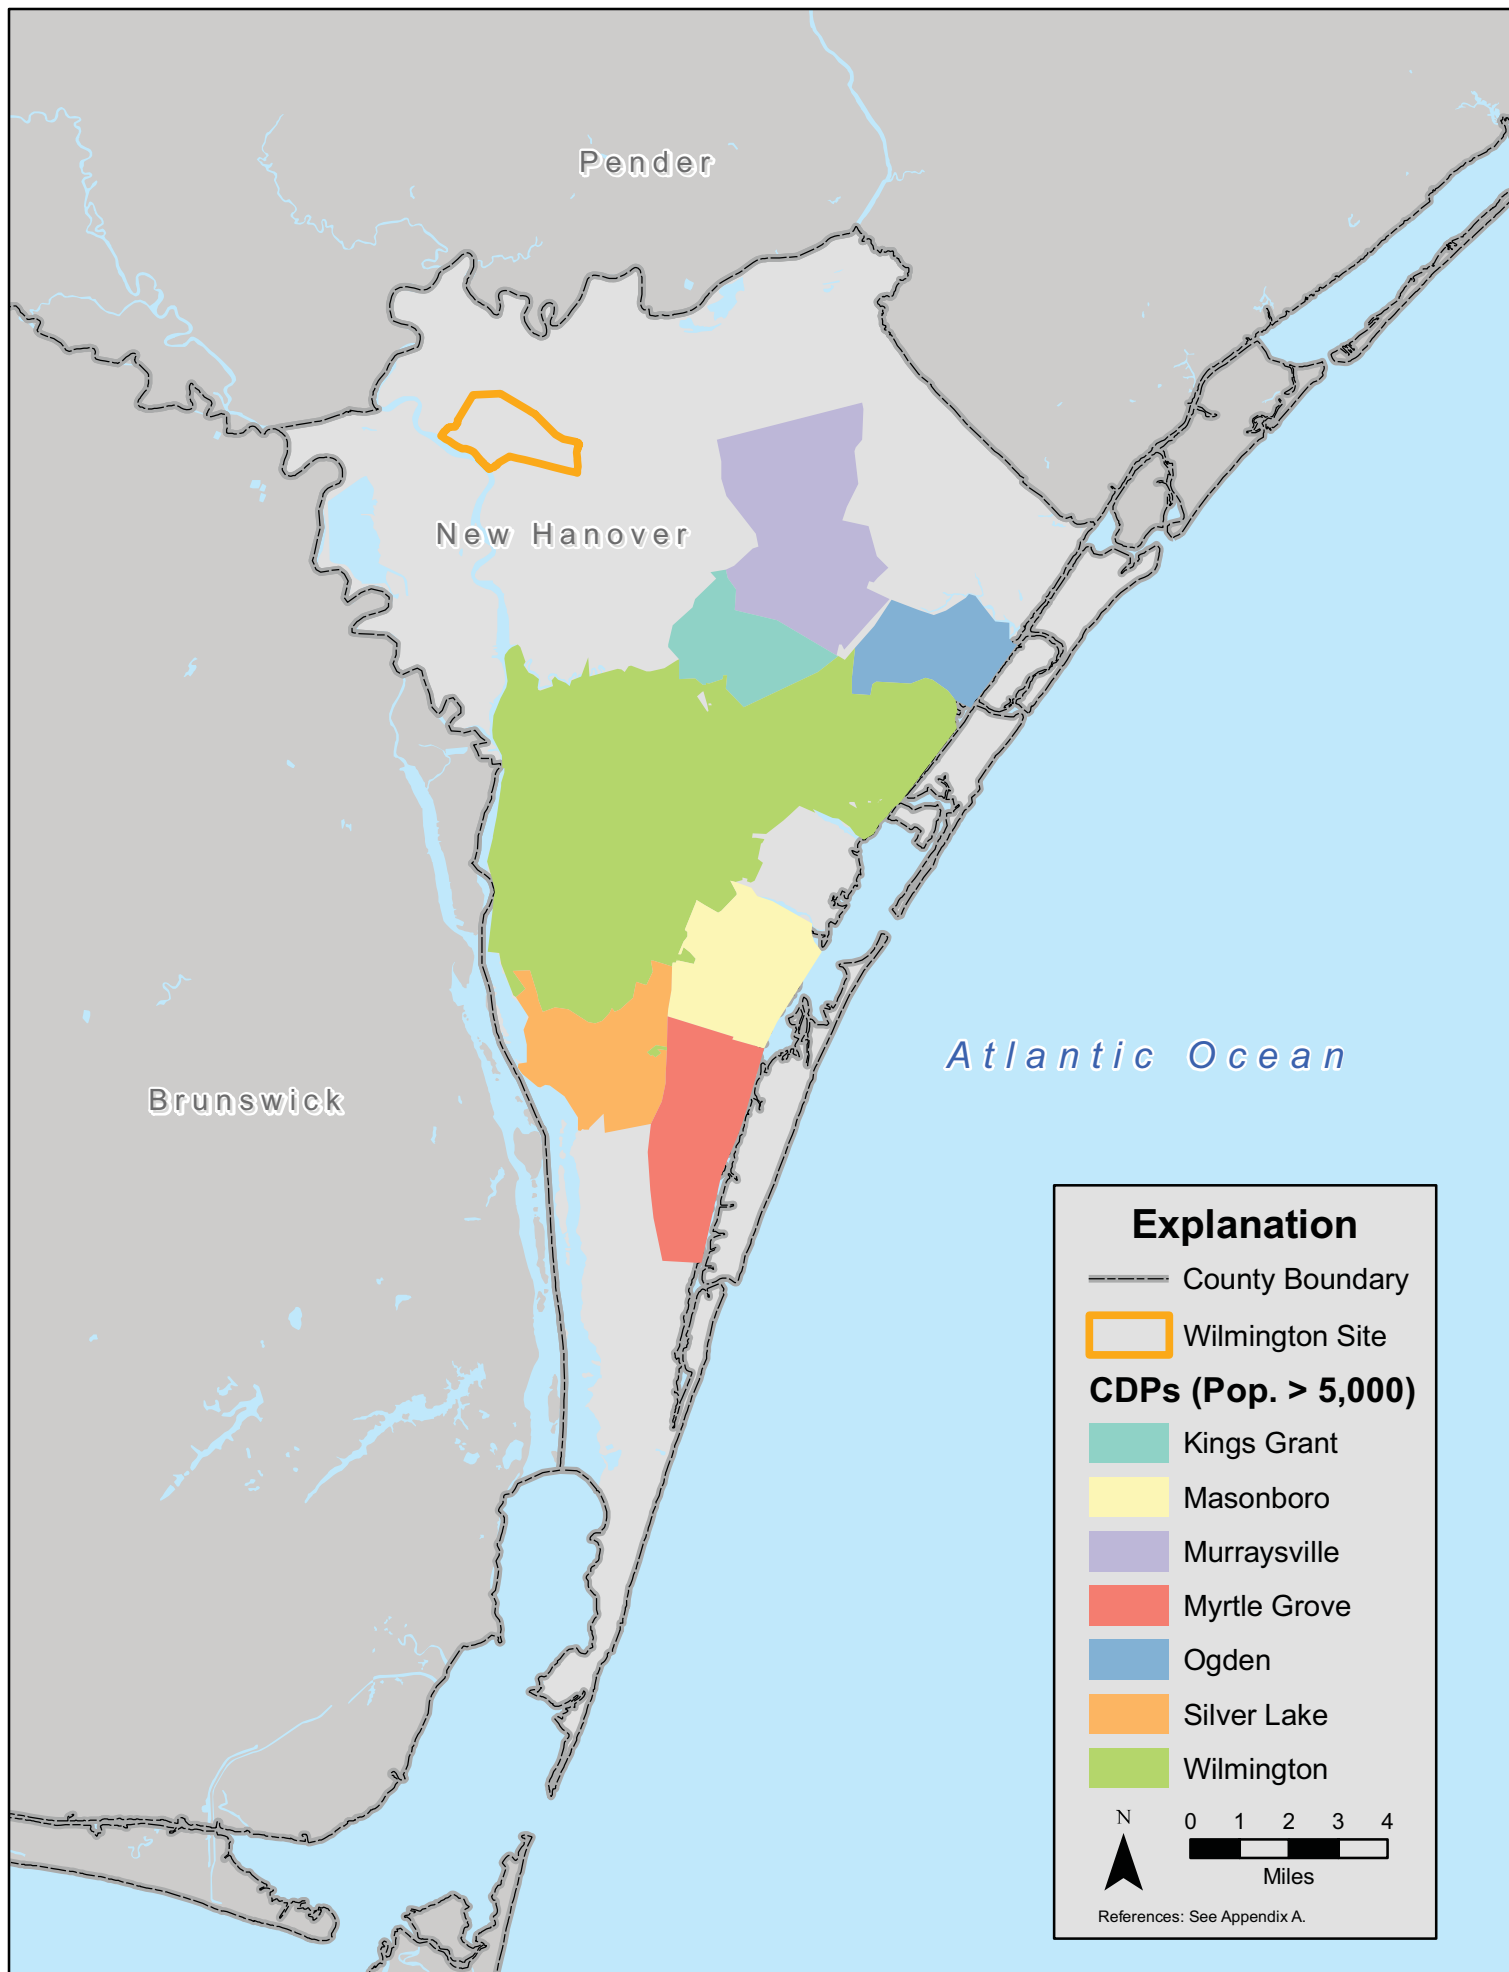 Pender
New Hanover
Atlantic Ocean
Brunswick
Explanation
County Boundary
Wilmington Site
CDPs (Pop. > 5,000)
Kings Grant
Masonboro
Murraysville
Myrtle Grove
Ogden
Silver Lake
Wilmington
N
0 1 2 3 4
Miles
References: See Appendix A.